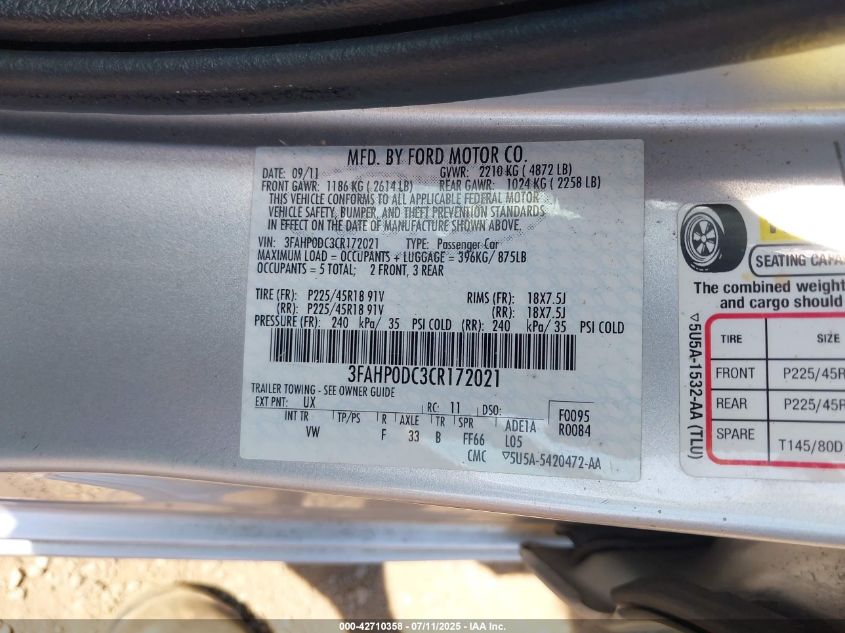 MFD. BY FORD MOTOR CO.
DATE: 09/11 GVWR: 2210 KG ( 4872 LB)
FRONT GAWR: 1186 KG ( 2614 LB) REAR GAWR: 1024 KG ( 2258 LB)
THIS VEHICLE CONFORMS TO ALL APPLICABLE FEDERAL MOTOR
VEHICLE SAFETY, BUMPER, AND THEFT PREVENTION STANDARDS
IN EFFECT ON THE DATE OF MANUFACTURE SHOWN ABOVE.
VIN: 3FAHP0DC3CR172021 TYPE: Passenger Car
MAXIMUM LOAD = OCCUPANTS + LUGGAGE = 396KG/ 875LB
OCCUPANTS = 5 TOTAL; 2 FRONT, 3 REAR
TIRE (FR): P225/45R18 91V RIMS (FR): 18X7.5J
(RR): P225/45R18 91V (RR): 18X7.5J
PRESSURE (FR): 240 kPa/ 35 PSI COLD (RR): 240 kPa/ 35 PSI COLD
3FAHP0DC3CR172021
TRAILER TOWING - SEE OWNER GUIDE
EXT PNT: UX RC: 11 DSO: F0095
INT TR TP/PS R AXLE TR SPR ADE1A R0084
VW F 33 B FF66 L05
CMC ▽5U5A-5420472-AA
SEATING CAPA
The combined weight
and cargo should
▽5U5A-1532-AA (TLU)
TIRE SIZE
FRONT P225/45R
REAR P225/45R
SPARE T145/80D
000-42710358 - 07/11/2025 - IAA Inc.